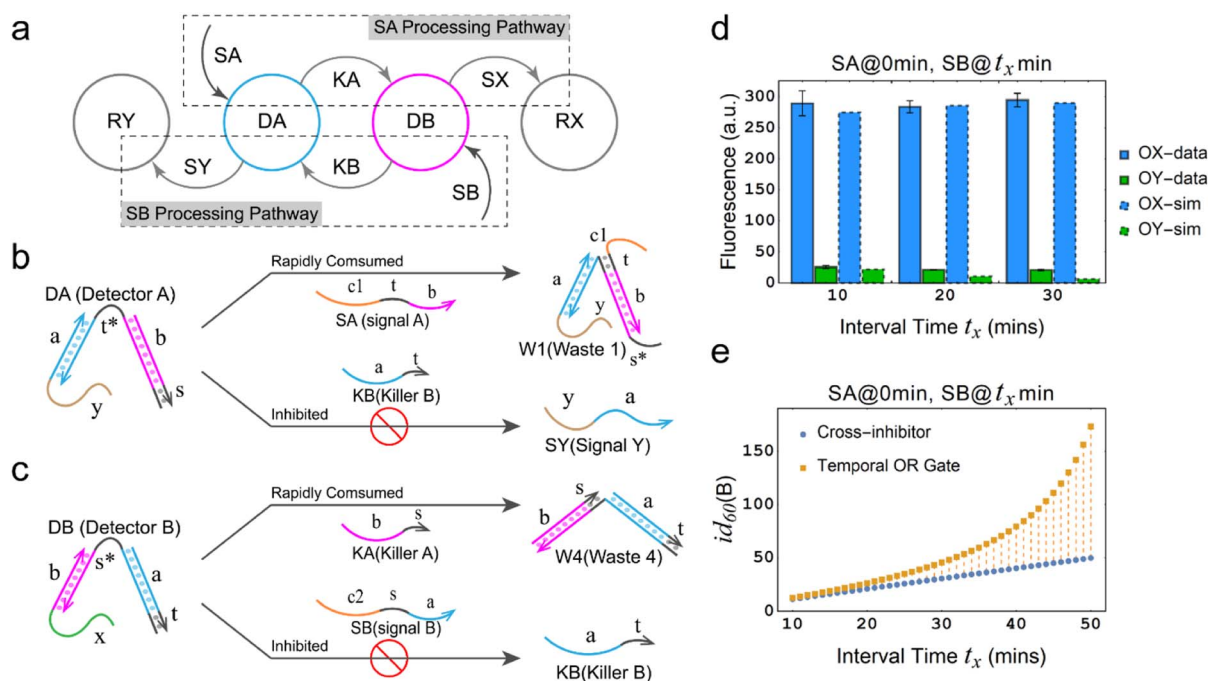 a
SA Processing Pathway
SA
KA
SX
RY
DA
DB
RX
SY
KB
SB
SB Processing Pathway
b
DA (Detector A)
a
t*
b
y
s
Rapidly Comsumed
c1
t
b
SA (signal A)
a
t
KB(Killer B)
Inhibited
c1
t
a
b
y
W1(Waste 1)
s*
y
a
SY(Signal Y)
c
DB (Detector B)
b
s*
a
t
x
Rapidly Comsumed
b
s
KA(Killer A)
c2
s
a
SB(signal B)
Inhibited
s
a
b
t
W4(Waste 4)
a
t
KB(Killer B)
d
SA@0min, SB@tₓ min
Fluorescence (a.u.)
300
250
200
150
100
50
0
10
20
30
Interval Time tₓ (mins)
OX-data
OY-data
OX-sim
OY-sim
e
SA@0min, SB@tₓ min
id₆₀(B)
150
100
50
0
Cross-inhibitor
Temporal OR Gate
10
20
30
40
50
Interval Time tₓ (mins)